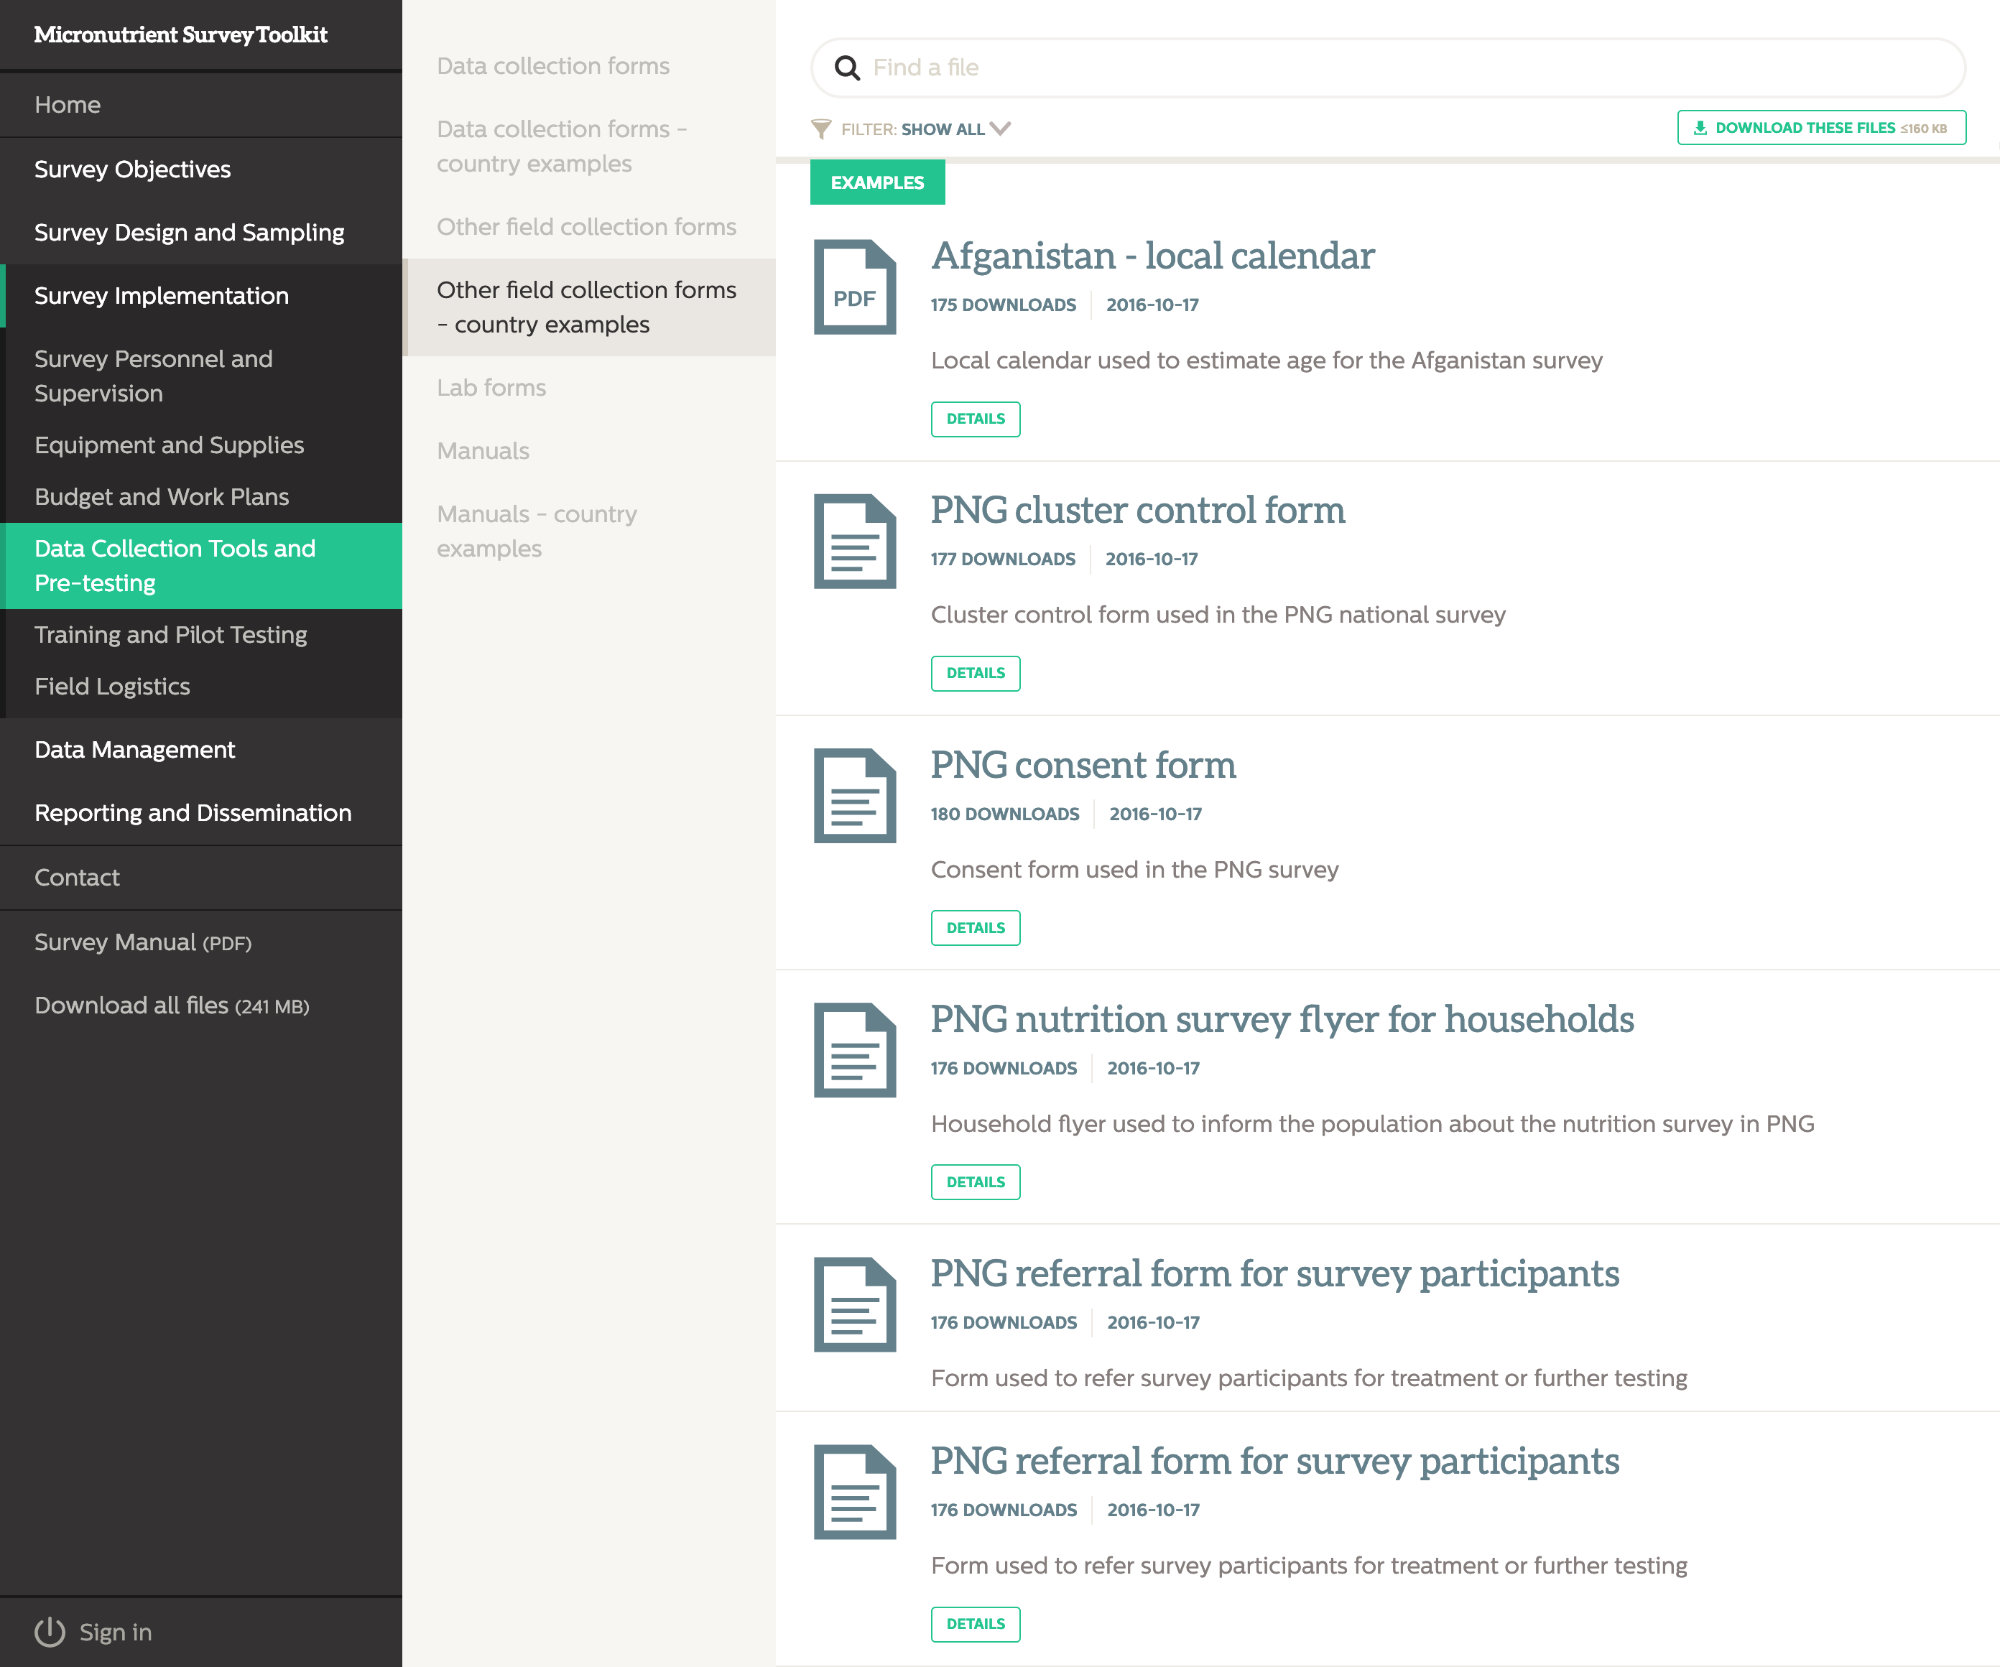 Micronutrient Survey Toolkit
Home
Survey Objectives
Survey Design and Sampling
Survey Implementation
Survey Personnel and
Supervision
Equipment and Supplies
Budget and Work Plans
Data Collection Tools and
Pre-testing
Training and Pilot Testing
Field Logistics
Data Management
Reporting and Dissemination
Contact
Survey Manual (PDF)
Download all files (241 MB)
Sign in
Data collection forms
Data collection forms -
country examples
Other field collection forms
Other field collection forms
- country examples
Lab forms
Manuals
Manuals - country
examples
Find a file
FILTER: SHOW ALL
DOWNLOAD THESE FILES ≤160 KB
EXAMPLES
PDF
Afganistan - local calendar
175 DOWNLOADS 2016-10-17
Local calendar used to estimate age for the Afganistan survey
DETAILS
PNG cluster control form
177 DOWNLOADS 2016-10-17
Cluster control form used in the PNG national survey
DETAILS
PNG consent form
180 DOWNLOADS 2016-10-17
Consent form used in the PNG survey
DETAILS
PNG nutrition survey flyer for households
176 DOWNLOADS 2016-10-17
Household flyer used to inform the population about the nutrition survey in PNG
DETAILS
PNG referral form for survey participants
176 DOWNLOADS 2016-10-17
Form used to refer survey participants for treatment or further testing
PNG referral form for survey participants
176 DOWNLOADS 2016-10-17
Form used to refer survey participants for treatment or further testing
DETAILS